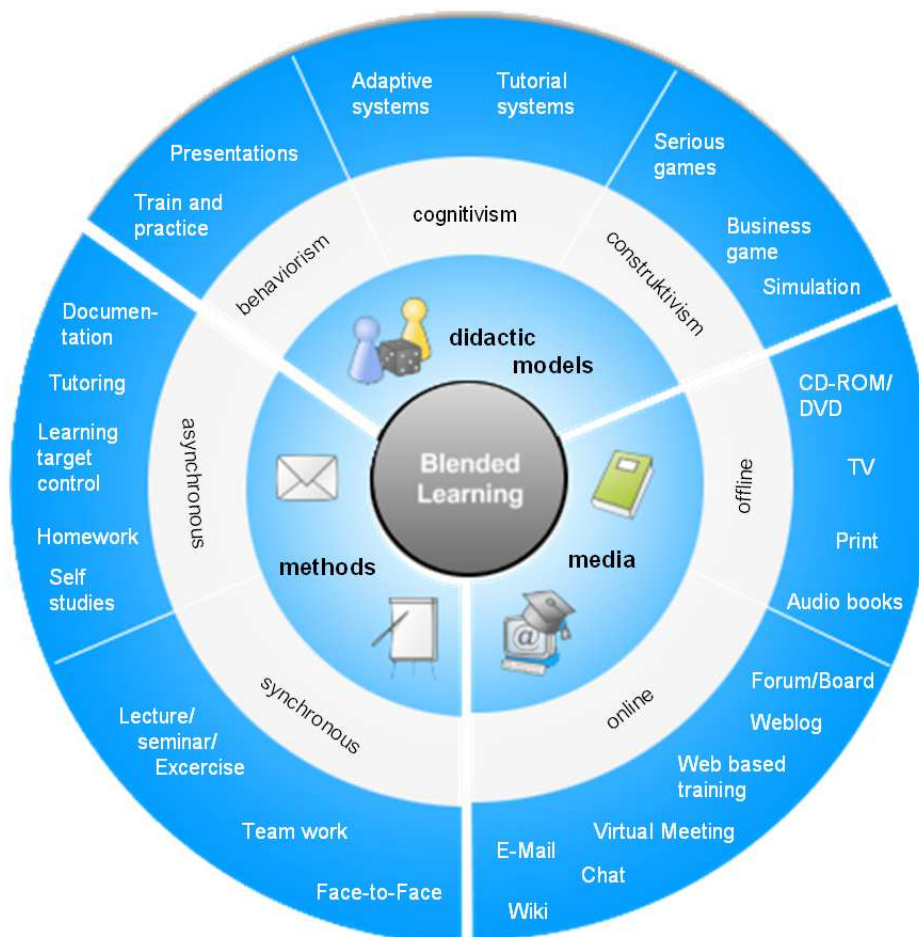 Adaptive
systems
Tutorial
systems
Presentations
Train and
practice
Serious
games
Business
game
Simulation
behaviorism
cognitivism
construktivism
didactic
models
Blended
Learning
Documen-
tation
Tutoring
Learning
target
control
Homework
Self
studies
asynchronous
methods
synchronous
Lecture/
seminar/
Excercise
Team work
Face-to-Face
media
offline
CD-ROM/
DVD
TV
Print
Audio books
online
@
Forum/Board
Weblog
Web based
training
Virtual Meeting
E-Mail
Chat
Wiki